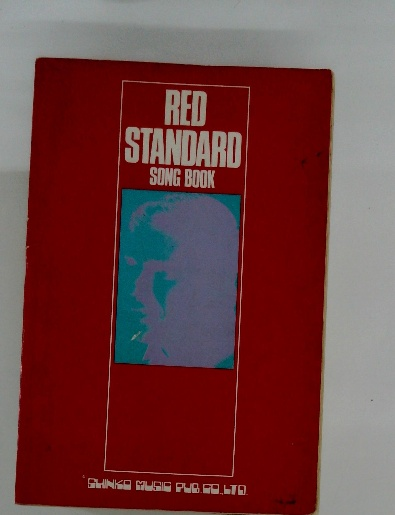 RED
STANDARD
SONG BOOK
SHINKO MUSIC PUB. CO., LTD.